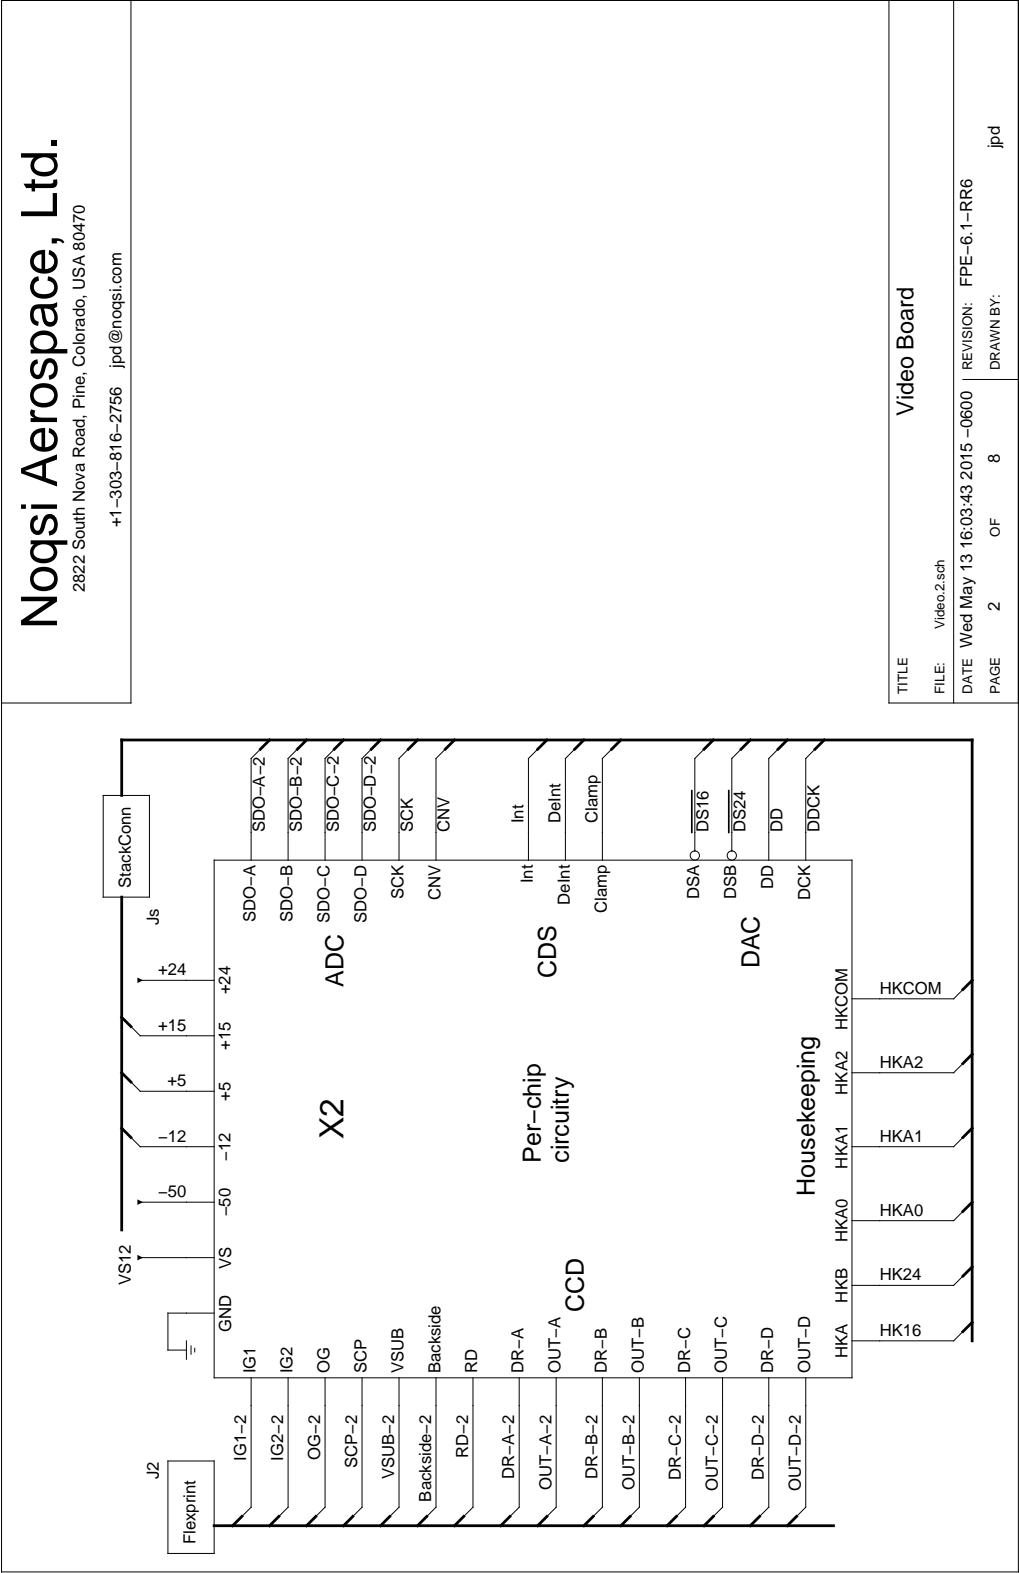 Noqsi Aerospace, Ltd.
2822 South Nova Road, Pine, Colorado, USA 80470
+1−303−816−2756 jpd@noqsi.com
J2
Flexprint
IG1−2
IG2−2
OG−2
SCP−2
VSUB−2
Backside−2
RD−2
DR−A−2
OUT−A−2
DR−B−2
OUT−B−2
DR−C−2
OUT−C−2
DR−D−2
OUT−D−2
IG1
IG2
OG
SCP
VSUB
Backside
RD
DR−A
OUT−A
DR−B
OUT−B
DR−C
OUT−C
DR−D
OUT−D
CCD
VS12
−50
−12
+5
+15
+24
GND
VS
−50
−12
+5
+15
+24
Js
StackConn
X2
Per−chip
circuitry
ADC
CDS
DAC
Housekeeping
SDO−A
SDO−B
SDO−C
SDO−D
SCK
CNV
Int
DeInt
Clamp
DSA
DSB
DD
DCK
SDO−A−2
SDO−B−2
SDO−C−2
SDO−D−2
SCK
CNV
Int
DeInt
Clamp
DS16
DS24
DD
DDCK
HKA
HKB
HKA0
HKA1
HKA2
HKCOM
HK16
HK24
HKA0
HKA1
HKA2
HKCOM
TITLE
Video Board
FILE: Video.2.sch
DATE Wed May 13 16:03:43 2015 −0600
REVISION: FPE−6.1−RR6
PAGE 2 OF 8
DRAWN BY: jpd